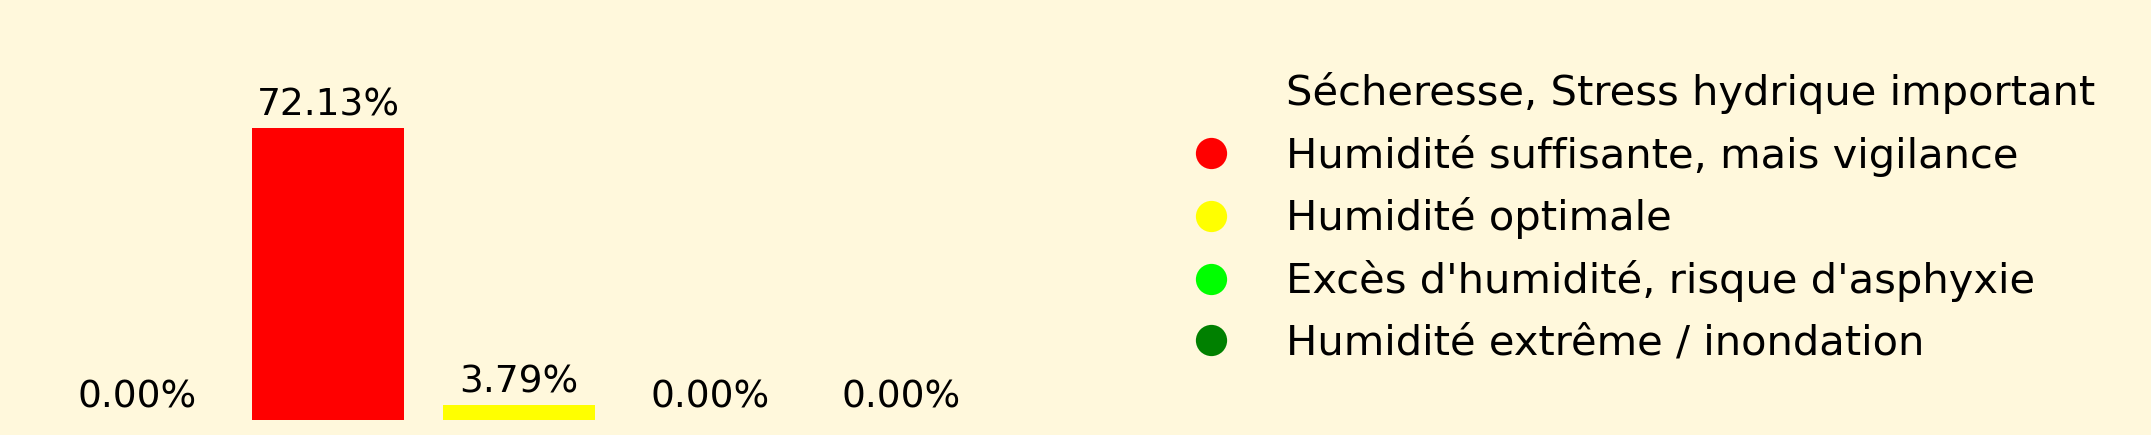 72.13%
3.79%
0.00%
0.00%
0.00%
Sécheresse, Stress hydrique important
Humidité suffisante, mais vigilance
Humidité optimale
Excès d'humidité, risque d'asphyxie
Humidité extrême / inondation